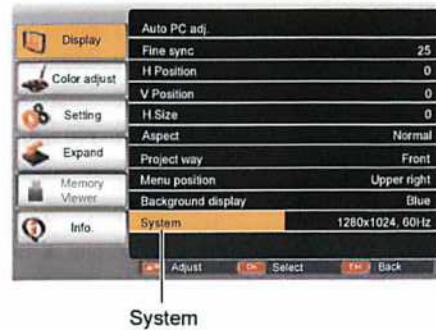 Display
Color adjust
Setting
Expand
Memory
Viewer
Info.
Auto PC adj.
Fine sync 25
H Position 0
V Position 0
H.Size 0
Aspect Normal
Project way Front
Menu position Upper right
Background display Blue
System 1280x1024, 60Hz
Adjust Select Back
System